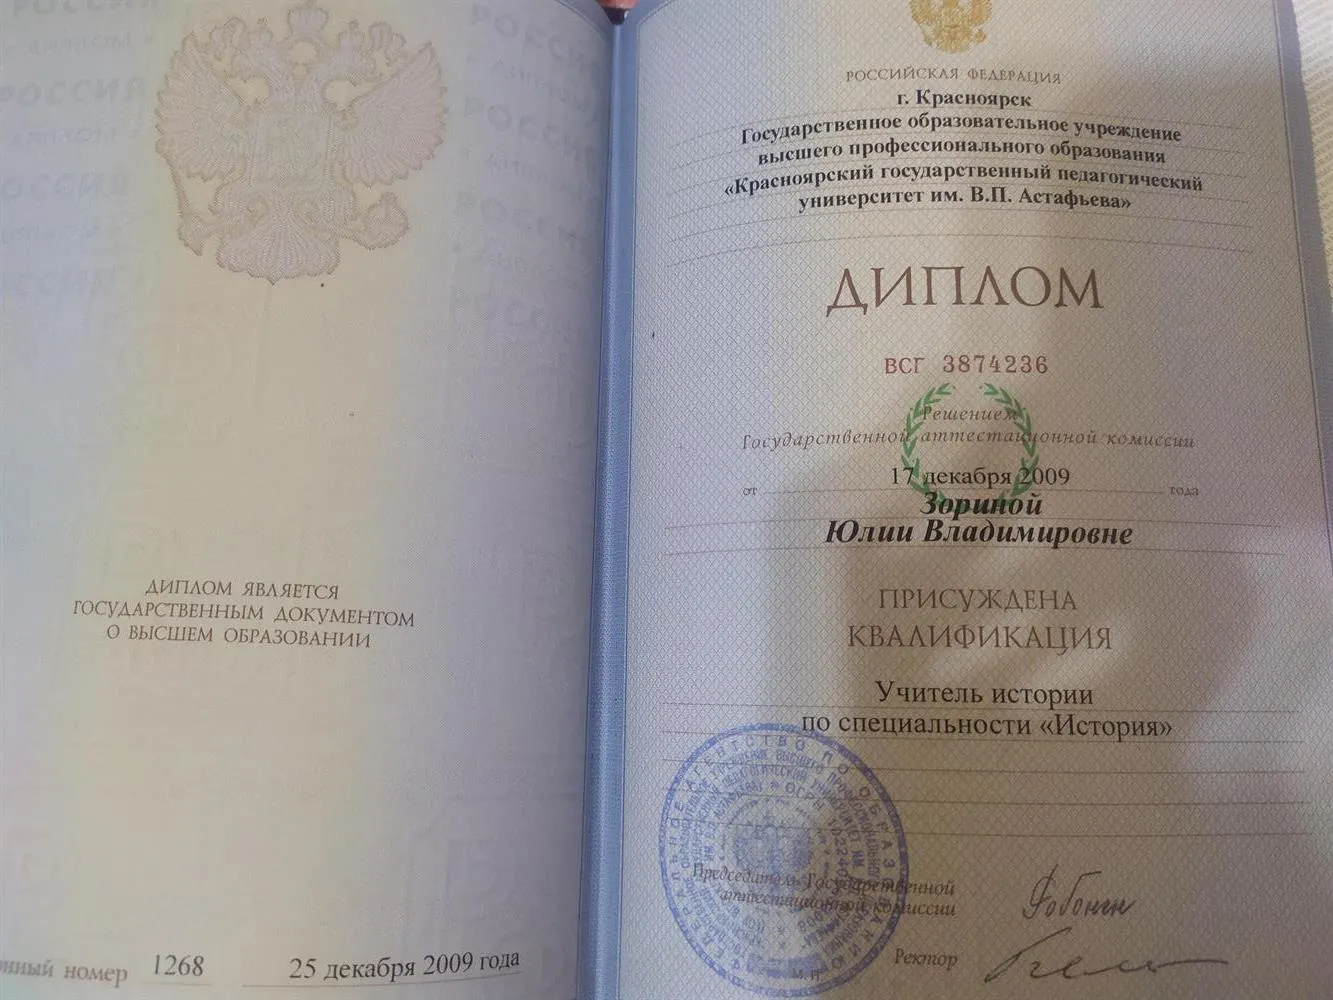 ДИПЛОМ ЯВЛЯЕТСЯ
ГОСУДАРСТВЕННЫМ ДОКУМЕНТОМ
О ВЫСШЕМ ОБРАЗОВАНИИ
номер 1268 25 декабря 2009 года
РОССИЙСКАЯ ФЕДЕРАЦИЯ
г. Красноярск
Государственное образовательное учреждение
высшего профессионального образования
«Красноярский государственный педагогический
университет им. В.П. Астафьева»
ДИПЛОМ
ВСГ 3874236
Решением
Государственной аттестационной комиссии
от 17 декабря 2009 года
Зориной
Юлии Владимировне
ПРИСУЖДЕНА
КВАЛИФИКАЦИЯ
Учитель истории
по специальности «История»
Председатель Государственной
аттестационной комиссии
Ректор
М.П.